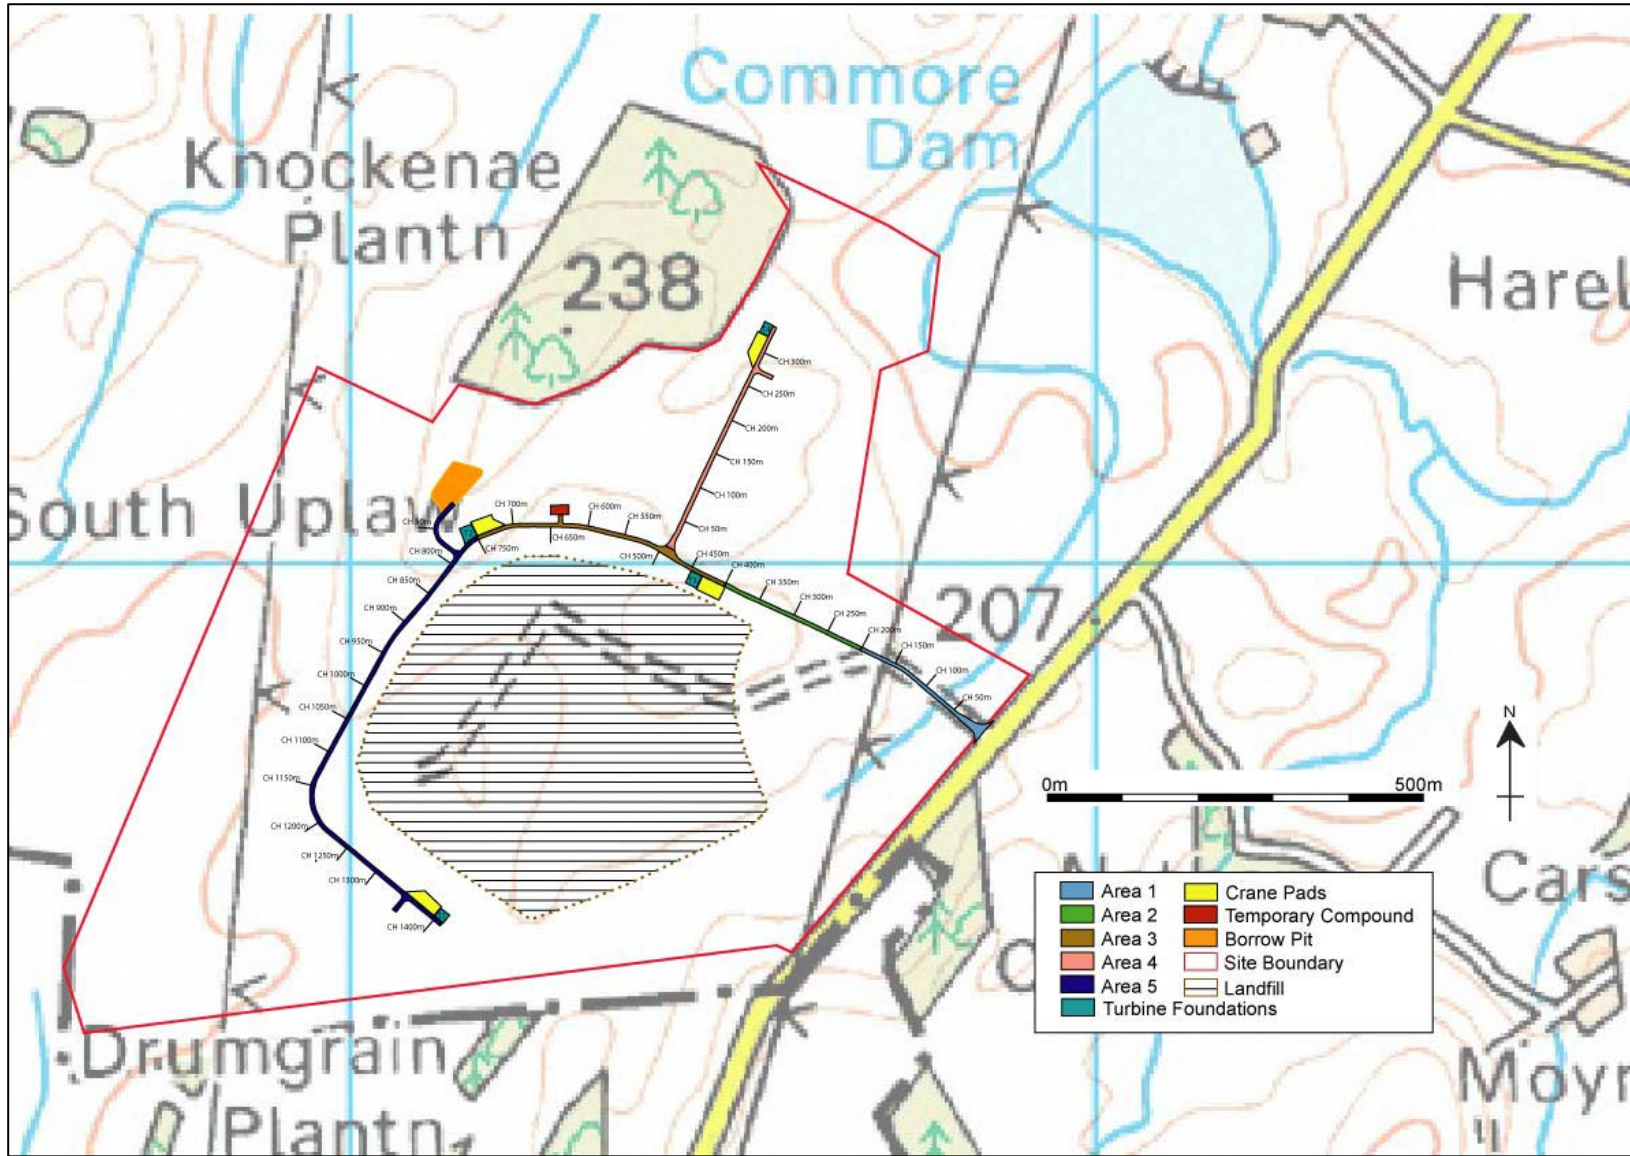 Commore
Dam
Knockenae
Plantn
238
Harel
South Uplaw
207
CH 300m
CH 250m
CH 200m
CH 150m
CH 100m
CH 50m
CH 50m
CH 700m
CH 600m
CH 550m
CH 650m
CH 500m
CH 450m
CH 400m
CH 350m
CH 300m
CH 250m
CH 200m
CH 150m
CH 100m
CH 50m
CH 750m
CH 800m
CH 850m
CH 900m
CH 950m
CH 1000m
CH 1050m
CH 1100m
CH 1150m
CH 1200m
CH 1250m
CH 1300m
CH 1400m
N
0m 500m
Cars
Area 1 Crane Pads
Area 2 Temporary Compound
Area 3 Borrow Pit
Area 4 Site Boundary
Area 5 Landfill
Turbine Foundations
Drumgrain
Plantn
Moyr